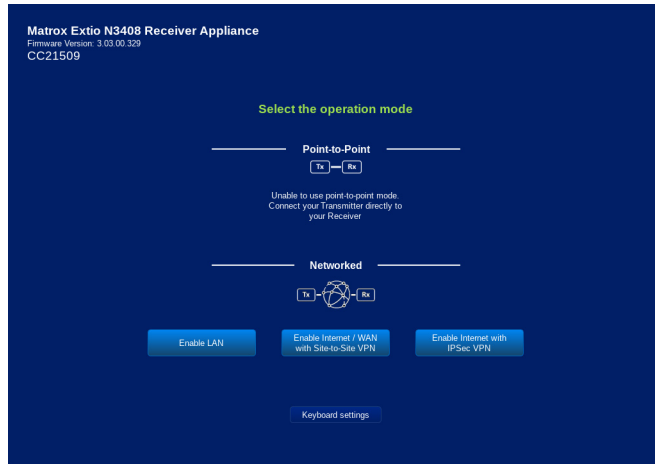 Matrox Extio N3408 Receiver Appliance
Firmware Version: 3.03.00.329
CC21509
Select the operation mode
Point-to-Point
Tx Rx
Unable to use point-to-point mode.
Connect your Transmitter directly to
your Receiver
Networked
Tx Rx
Enable LAN
Enable Internet / WAN
with Site-to-Site VPN
Enable Internet with
IPSec VPN
Keyboard settings